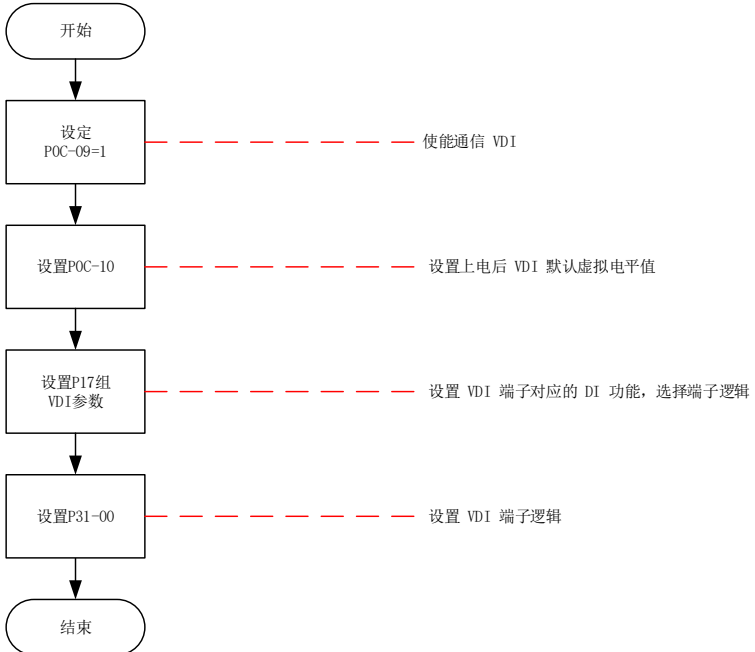 开始
设定
P0C-09=1
使能通信 VDI
设置P0C-10
设置上电后 VDI 默认虚拟电平值
设置P17组
VDI参数
设置 VDI 端子对应的 DI 功能，选择端子逻辑
设置P31-00
设置 VDI 端子逻辑
结束